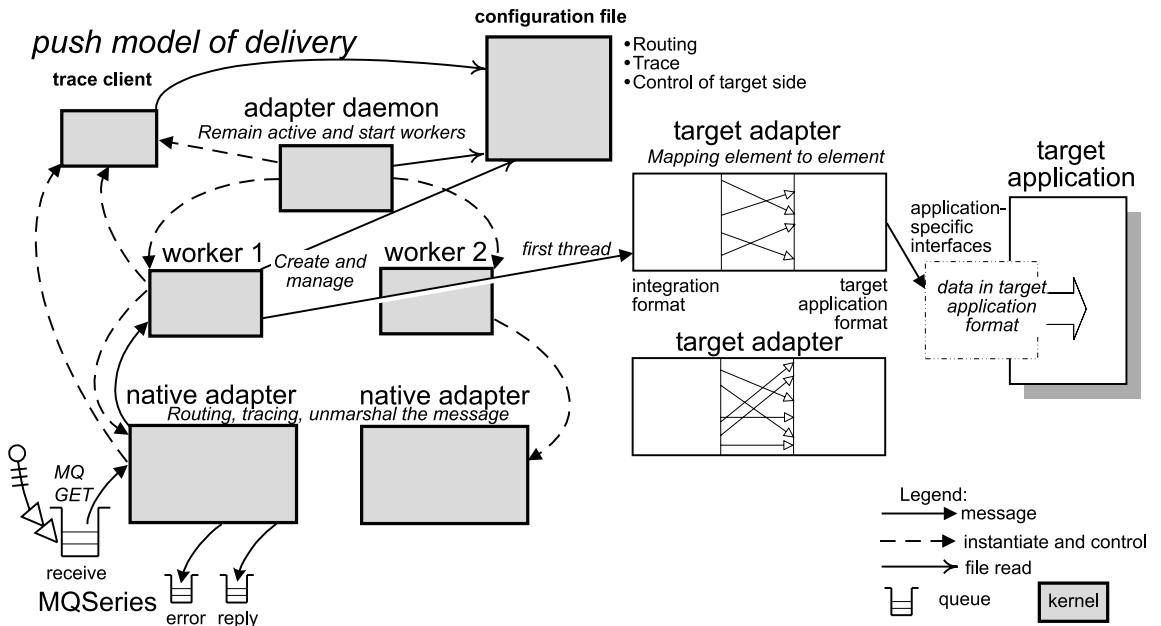 configuration file
push model of delivery
•Routing
•Trace
•Control of target side
trace client
adapter daemon
Remain active and start workers
target adapter
Mapping element to element
target
application
application-
specific
interfaces
worker 1
Create and
manage
worker 2
first thread
integration
format
target
application
format
data in target
application
format
target adapter
native adapter
native adapter
Routing, tracing, unmarshal the message
MQ
GET
receive
MQSeries
error
reply
Legend:
message
instantiate and control
file read
queue
kernel